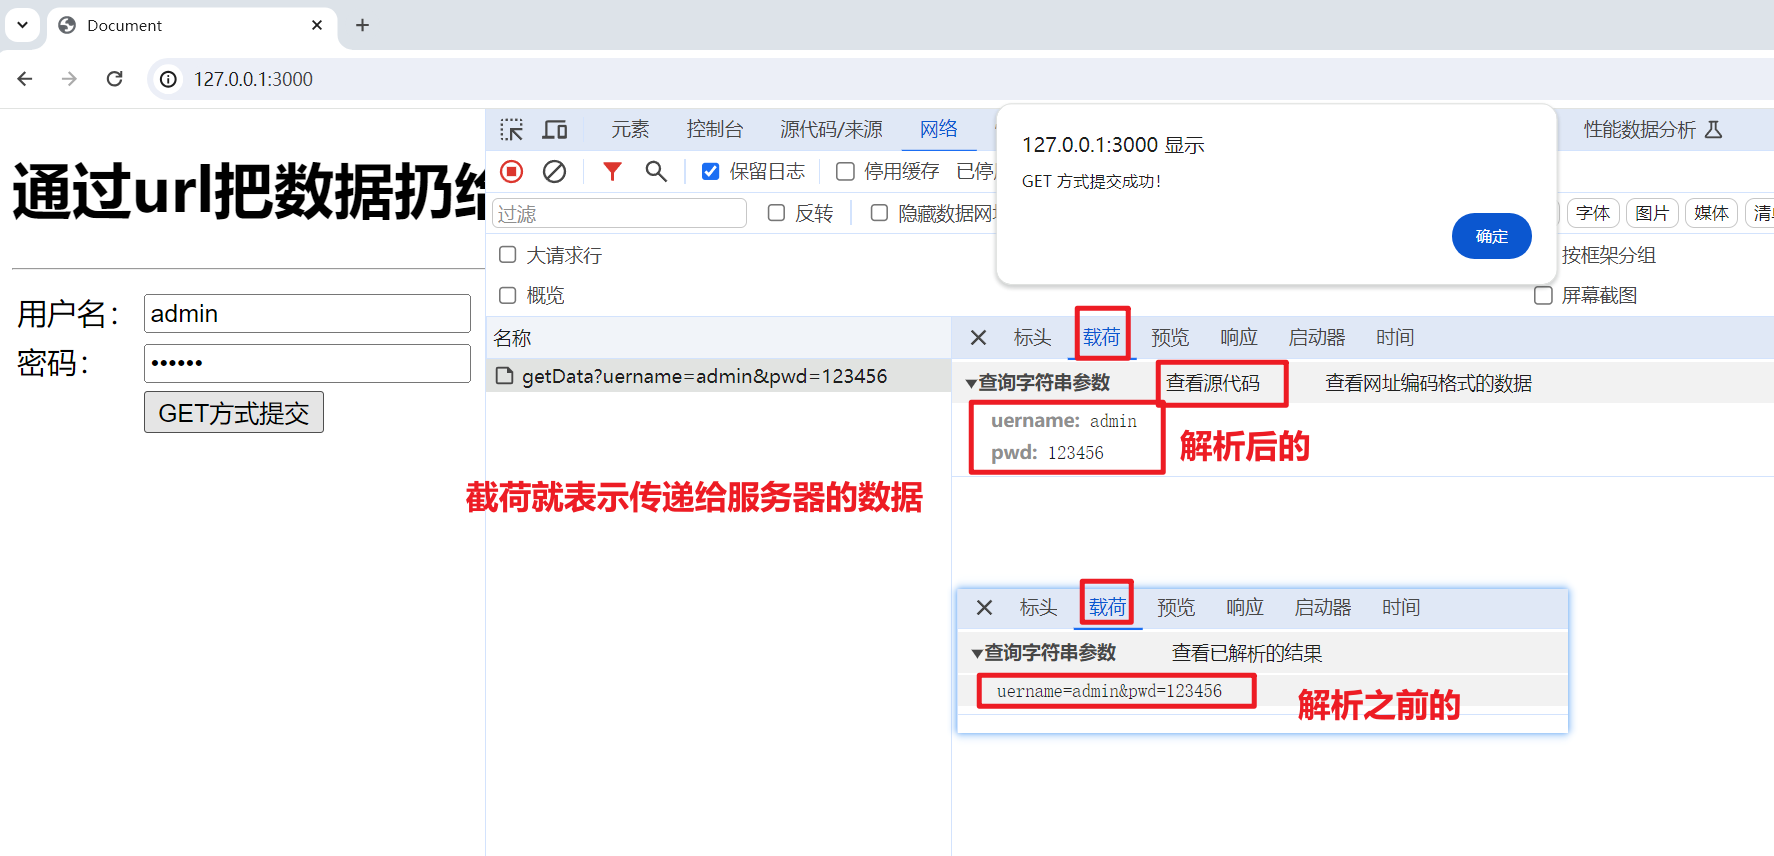 Document
127.0.0.1:3000
通过url把数据扔给
用户名：
admin
密码：
••••••
GET方式提交
元素 控制台 源代码/来源 网络
性能数据分析
保留日志 停用缓存 已停
过滤
反转 隐藏数据网
字体 图片 媒体 清
大请求行
按框架分组
概览
屏幕截图
127.0.0.1:3000 显示
GET 方式提交成功！
确定
名称
getData?uername=admin&pwd=123456
标头 载荷 预览 响应 启动器 时间
▼查询字符串参数 查看源代码 查看网址编码格式的数据
uername: admin
pwd: 123456
解析后的
截荷就表示传递给服务器的数据
标头 载荷 预览 响应 启动器 时间
▼查询字符串参数 查看已解析的结果
uername=admin&pwd=123456
解析之前的